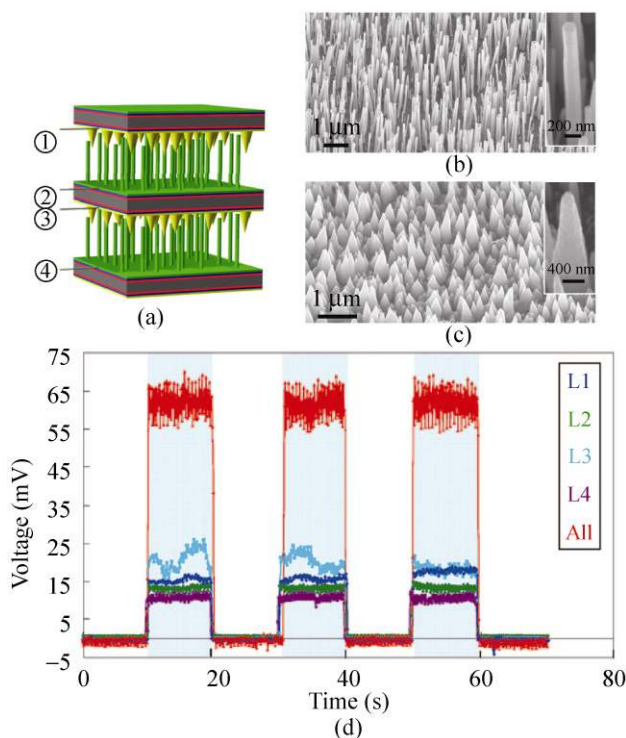 ①
②
③
④
(a)
1 μm
200 nm
(b)
1 μm
400 nm
(c)
75
65
55
45
35
25
15
5
−5
Voltage (mV)
L1
L2
L3
L4
All
0
20
40
60
80
Time (s)
(d)